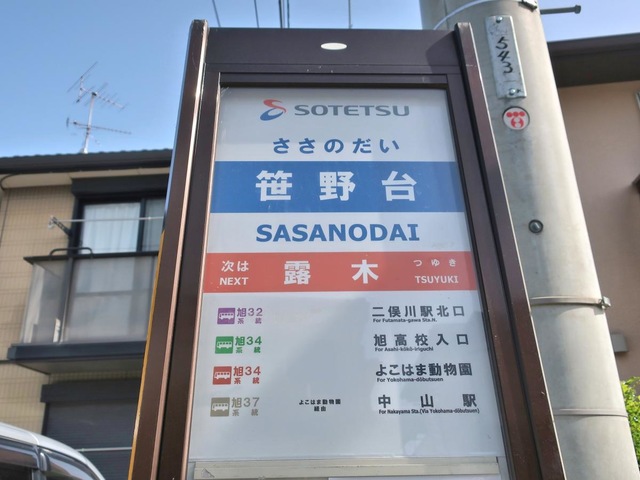 543
SOTETSU
ささのだい
笹野台
SASANODAI
次は 露木 つゆき
NEXT TSUYUKI
旭32 系統 二俣川駅北口
For Futamata-gawa Sta.N.
旭34 系統 旭高校入口
For Asahi-kōkō-iriguchi
旭34 系統 よこはま動物園
For Yokohama-dōbutsuen
旭37 系統 よこはま動物園 経由 中山駅
For Nakayama Sta.(Via Yokohama-dōbutsuen)